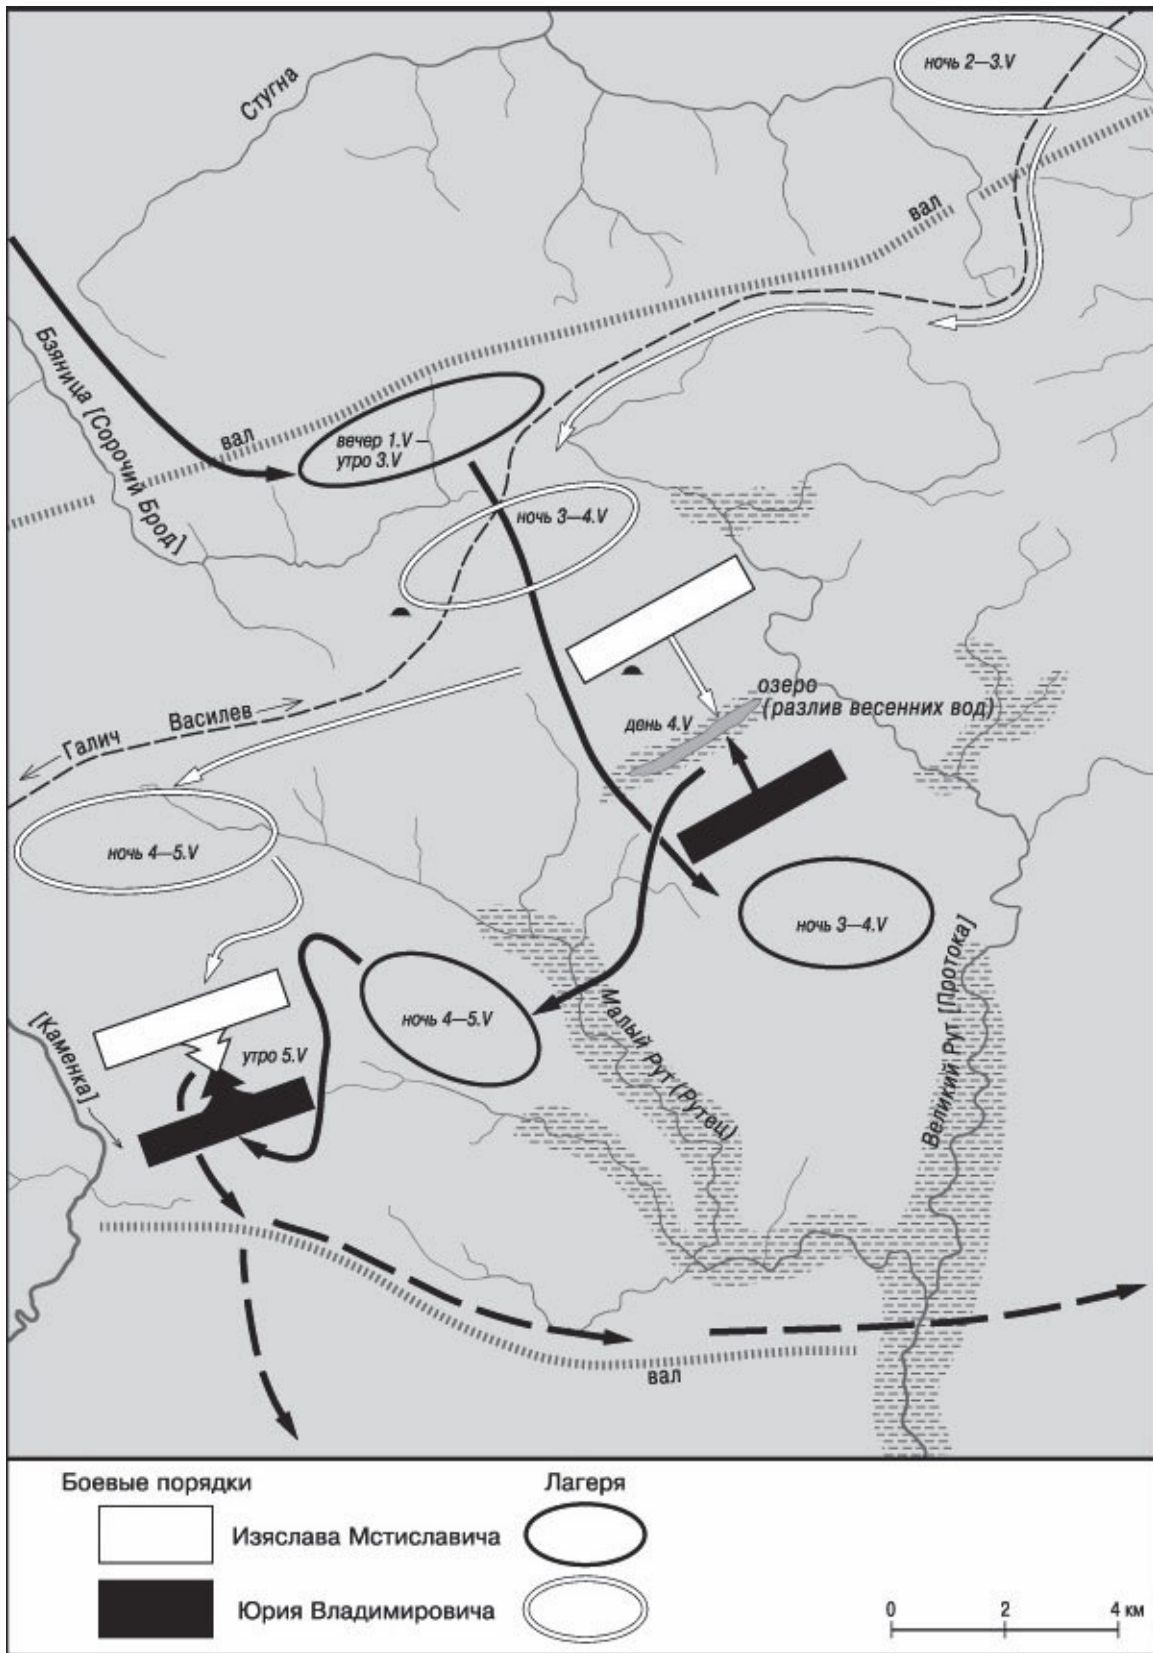 ночь 2—3.V
Стугна
вал
Бзяница [Сорочий Брод]
вал
вечер 1.V —
утро 3.V
ночь 3—4.V
озеро
(разлив весенних вод)
день 4.V
Василев
Галич
ночь 4—5.V
ночь 3—4.V
ночь 4—5.V
Малый Рут (Рутец)
Великий Рут [Протока]
[Каменка]
утро 5.V
вал
Боевые порядки
Лагеря
Изяслава Мстиславича
Юрия Владимировича
0 2 4 км